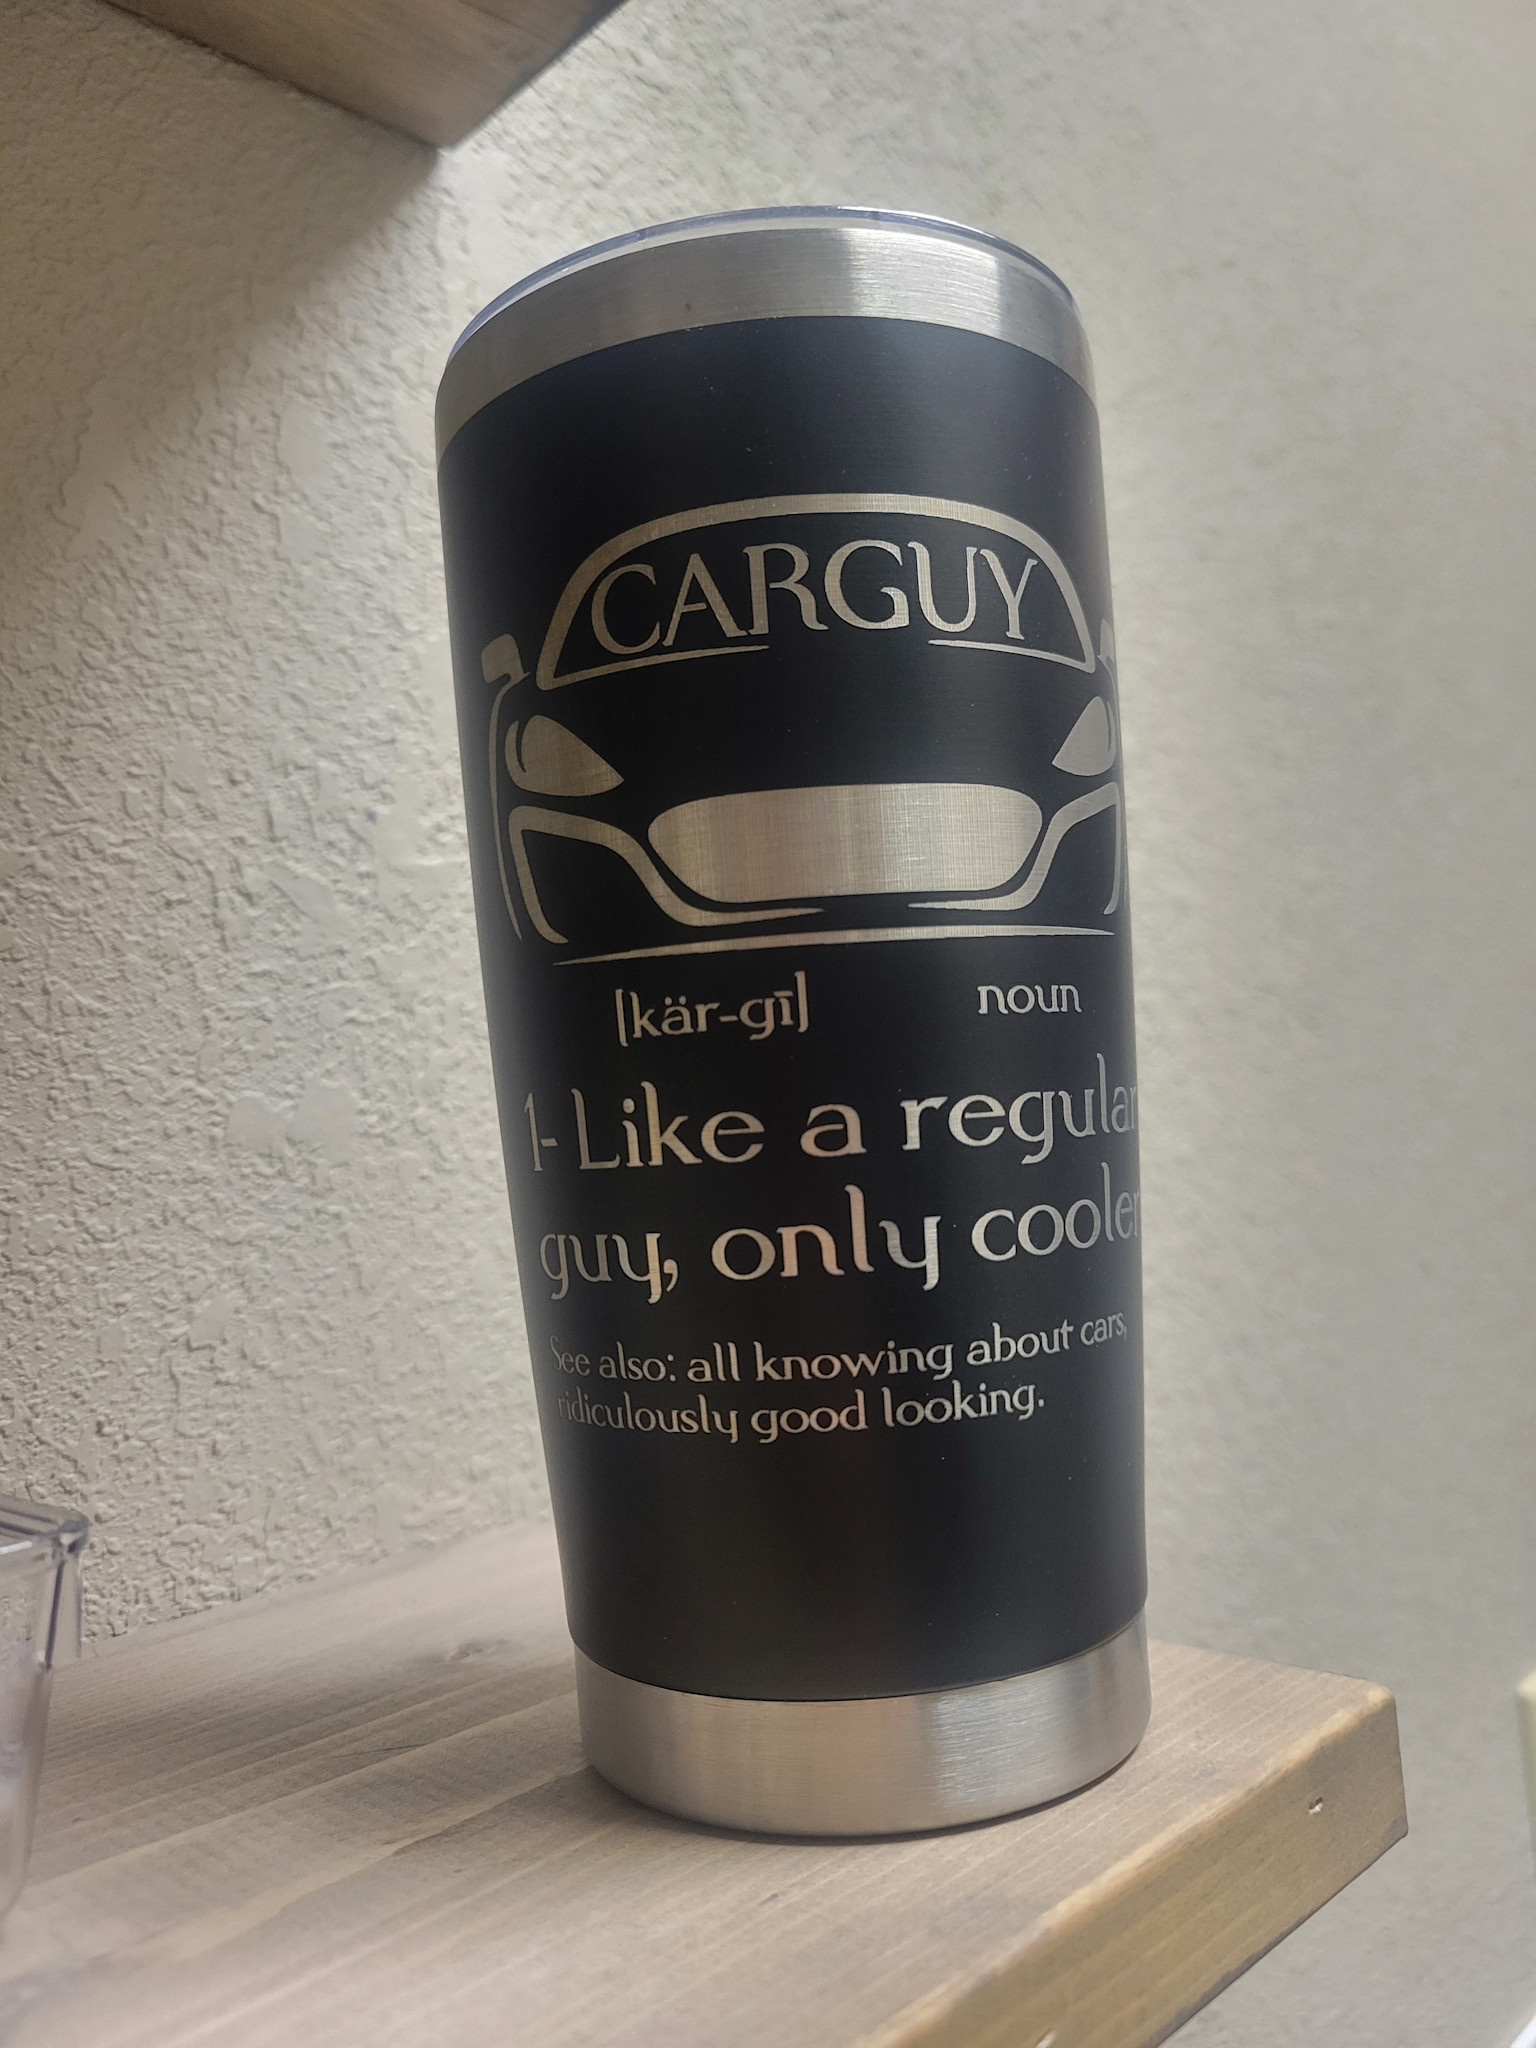 CARGUY
[kär-gī] noun
1- Like a regular
guy, only cooler
See also: all knowing about cars,
ridiculously good looking.